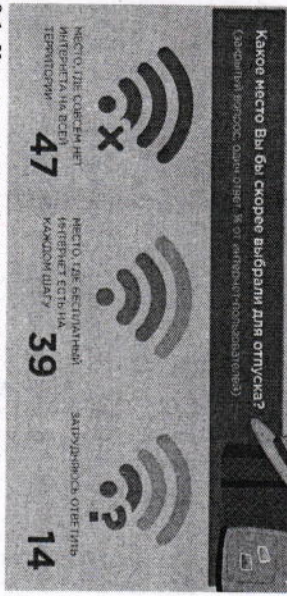 Какое место Вы бы скорее выбрали для отпуска?
(закрытый вопрос, один ответ, % от интернет-пользователей)
МЕСТО, ГДЕ СОВСЕМ НЕТ
ИНТЕРНЕТА НА ВСЕЙ
ТЕРРИТОРИИ
47
МЕСТО, ГДЕ БЕСПЛАТНЫЙ
ИНТЕРНЕТ ЕСТЬ НА
КАЖДОМ ШАГУ
39
ЗАТРУДНЯЮСЬ ОТВЕТИТЬ
14